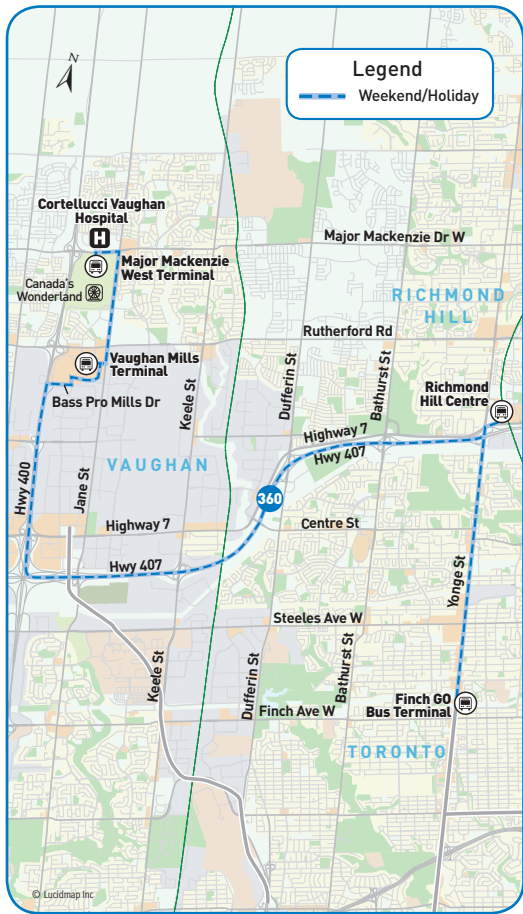 Legend
Weekend/Holiday
N
Cortellucci Vaughan
Hospital
H
Major Mackenzie
West Terminal
Major Mackenzie Dr W
Canada's
Wonderland
RICHMOND
HILL
Rutherford Rd
Vaughan Mills
Terminal
Bass Pro Mills Dr
Keele St
Dufferin St
Bathurst St
Richmond
Hill Centre
Highway 7
Hwy 407
VAUGHAN
Hwy 400
Jane St
360
Highway 7
Centre St
Hwy 407
Yonge St
Steeles Ave W
Keele St
Dufferin St
Bathurst St
Finch Ave W
Finch GO
Bus Terminal
TORONTO
© Lucidmap Inc